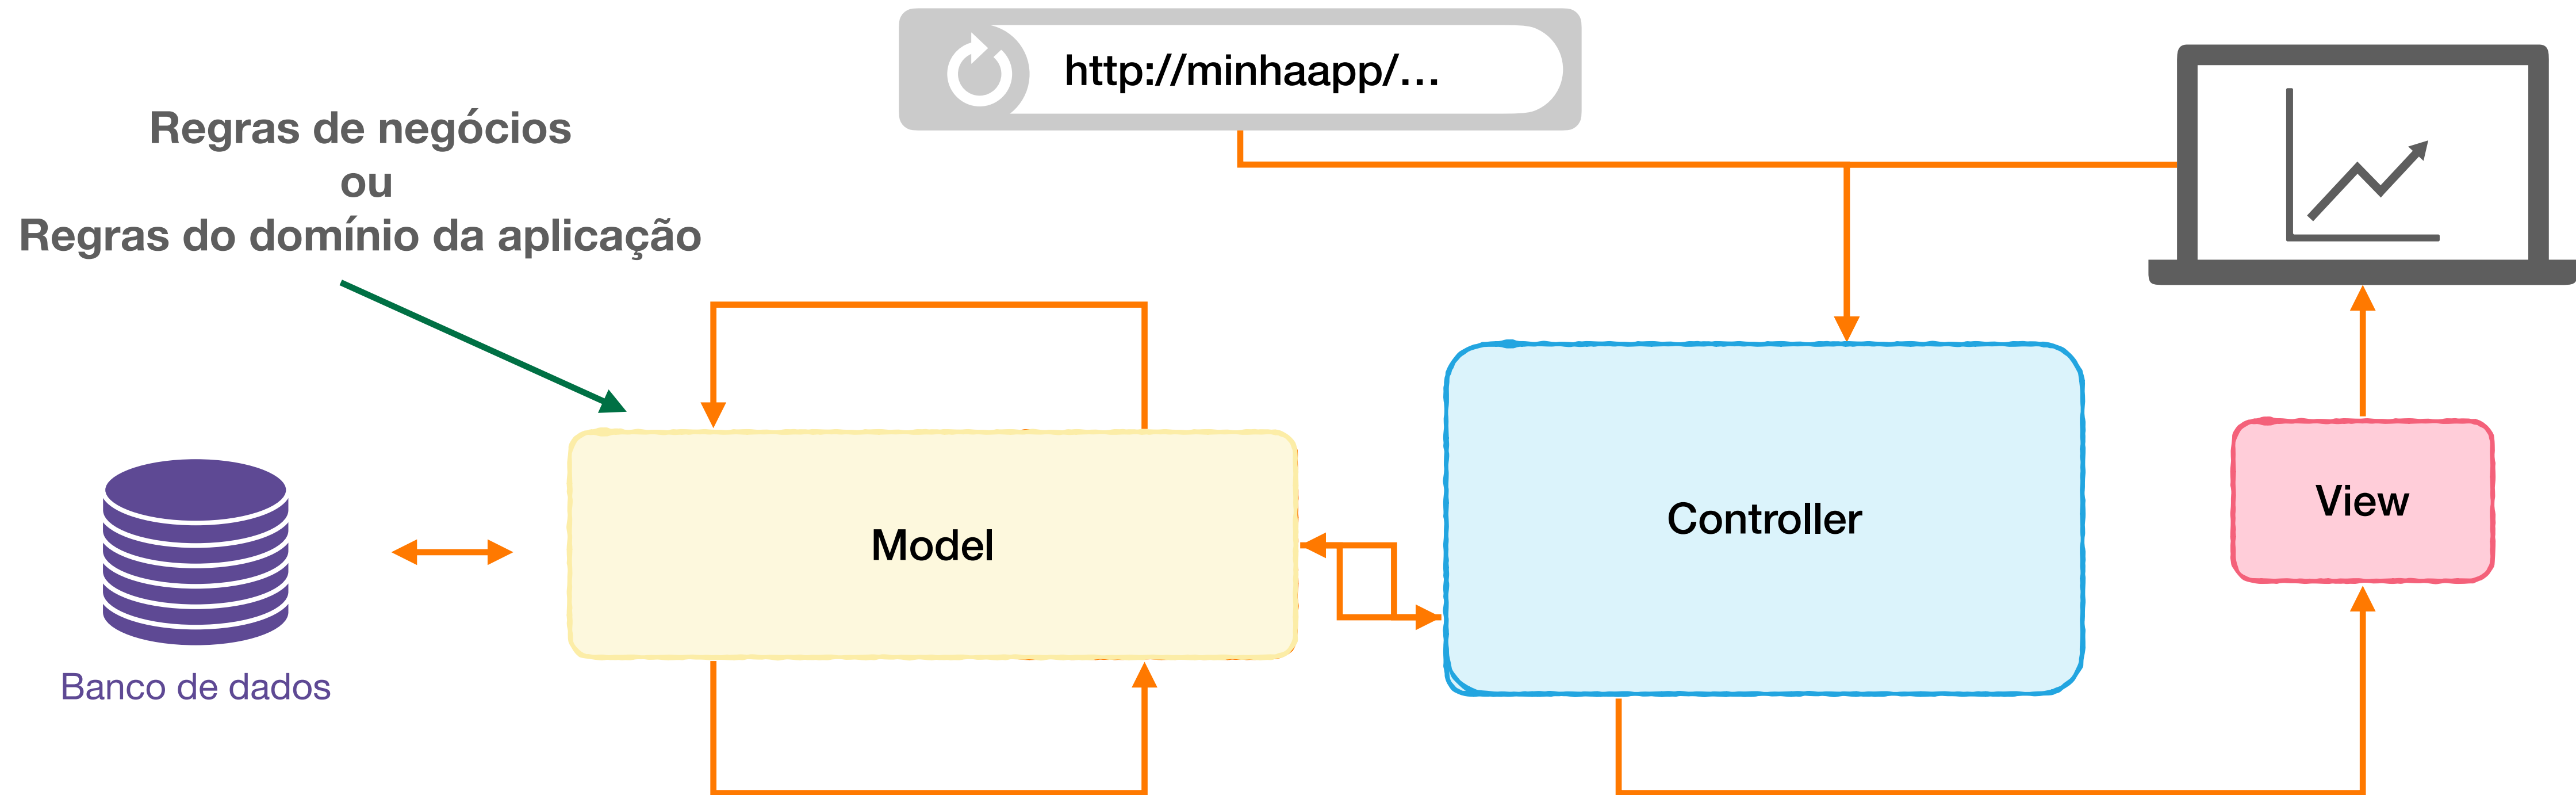 http://minhaapp/...
Regras de negócios
ou
Regras do domínio da aplicação
Model
Controller
View
Banco de dados